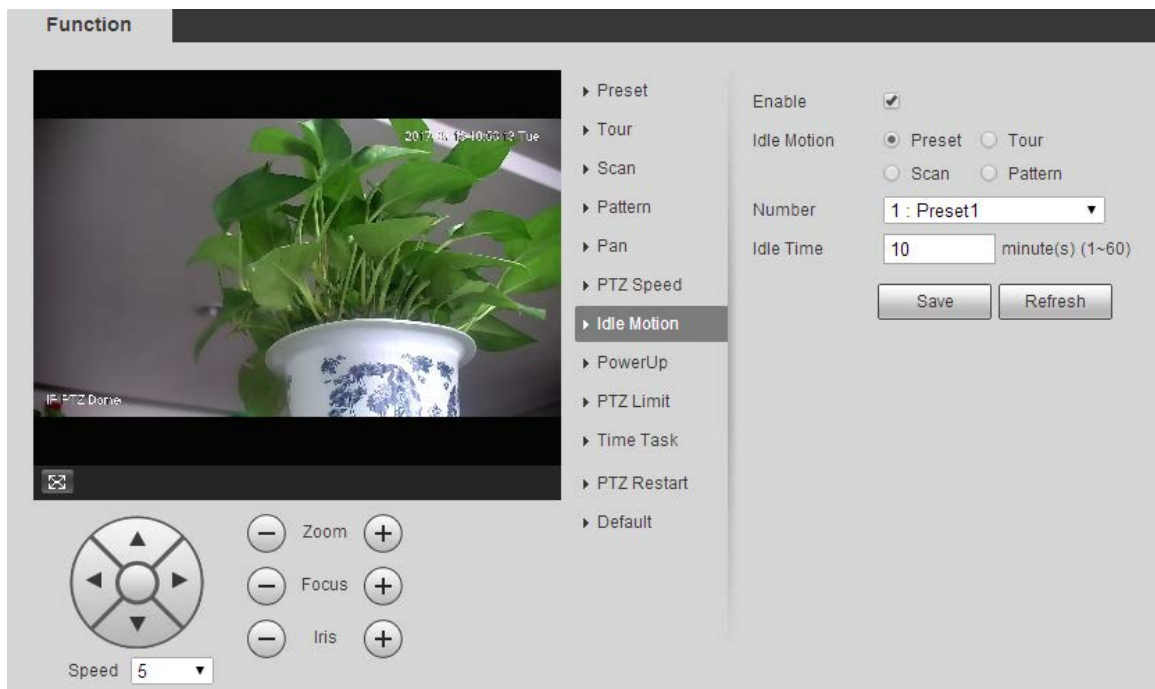 Function
Tue
PTZ Dome
Zoom
Focus
Iris
Speed 5
Preset
Tour
Scan
Pattern
Pan
PTZ Speed
Idle Motion
PowerUp
PTZ Limit
Time Task
PTZ Restart
Default
Enable
Idle Motion Preset Tour
Scan Pattern
Number 1 : Preset1
Idle Time 10 minute(s) (1~60)
Save Refresh